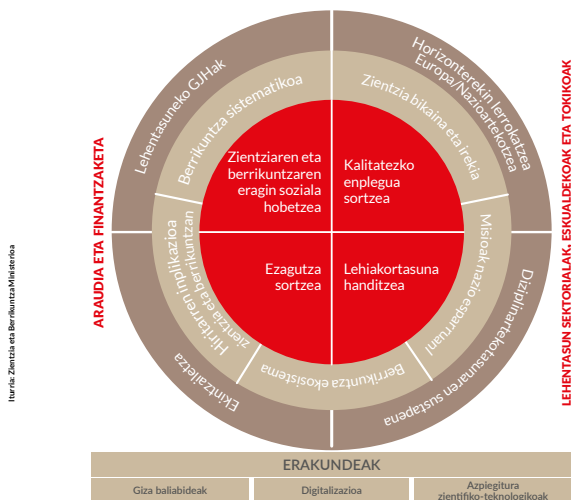 Lehentasuneko GJHak
Horizonterekin lerrokatzea
Europa/Nazioartekotzea
Berrikuntza sistematikoa
Zientzia bikaina eta irekia
Zientziaren eta
berrikuntzaren
eragin soziala
hobetzea
Kalitatezko
enplegua
sortzea
Ezagutza
sortzea
Lehiakortasuna
handitzea
Hiritarren inplikazioa
zientzia eta berrikuntzan
Misioak nazio esparruan!
Berrikuntza ekosistema
Ekintzailetza
Diziplinartekotasunaren sustapena
ARAUDIA ETA FINANTZAKETA
LEHENTASUN SEKTORIALAK, ESKUALDEKOAK ETA TOKIKOAK
Iturria: Zientzia eta Berrikuntza Ministerioa
ERAKUNDEAK
Giza baliabideak
Digitalizazioa
Azpiegitura
zientifiko-teknologikoak